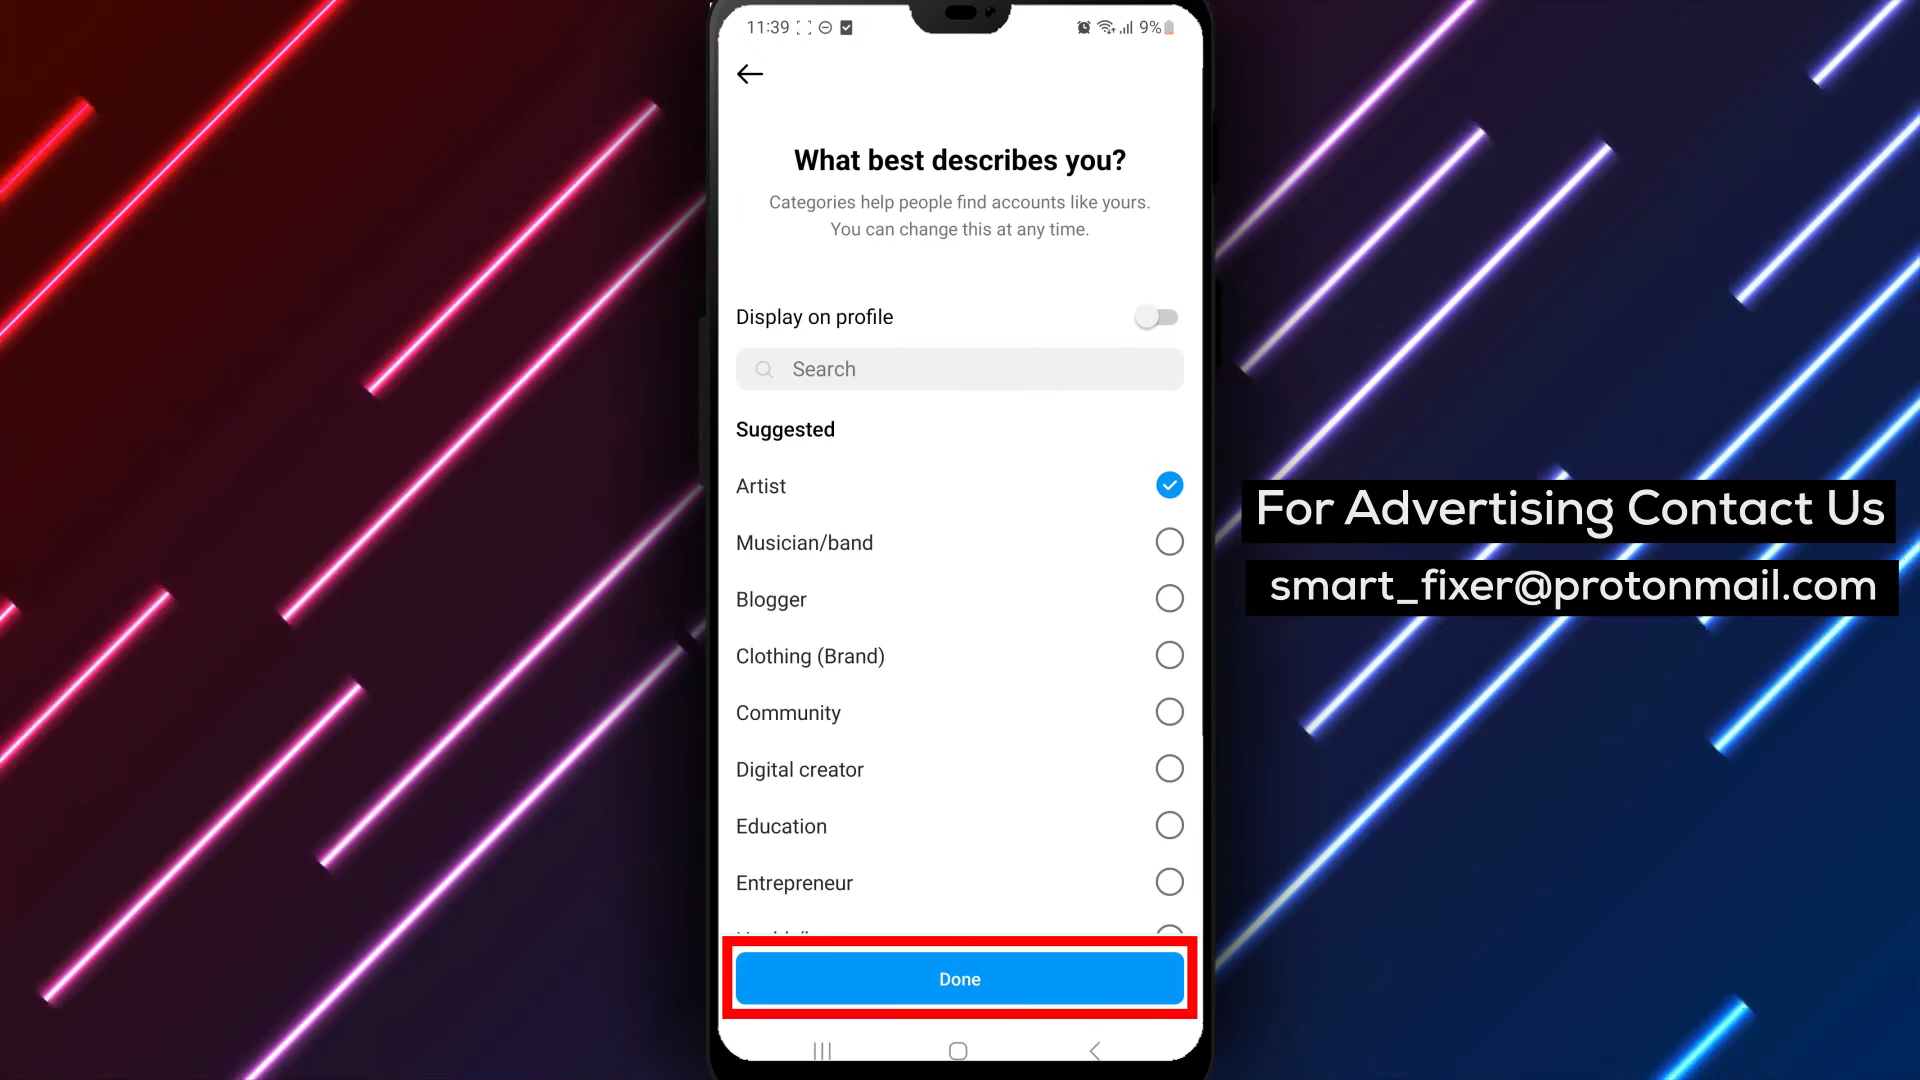 11:39
9%
What best describes you?
Categories help people find accounts like yours.
You can change this at any time.
Display on profile
Search
Suggested
Artist
Musician/band
Blogger
Clothing (Brand)
Community
Digital creator
Education
Entrepreneur
Done
For Advertising Contact Us
smart_fixer@protonmail.com